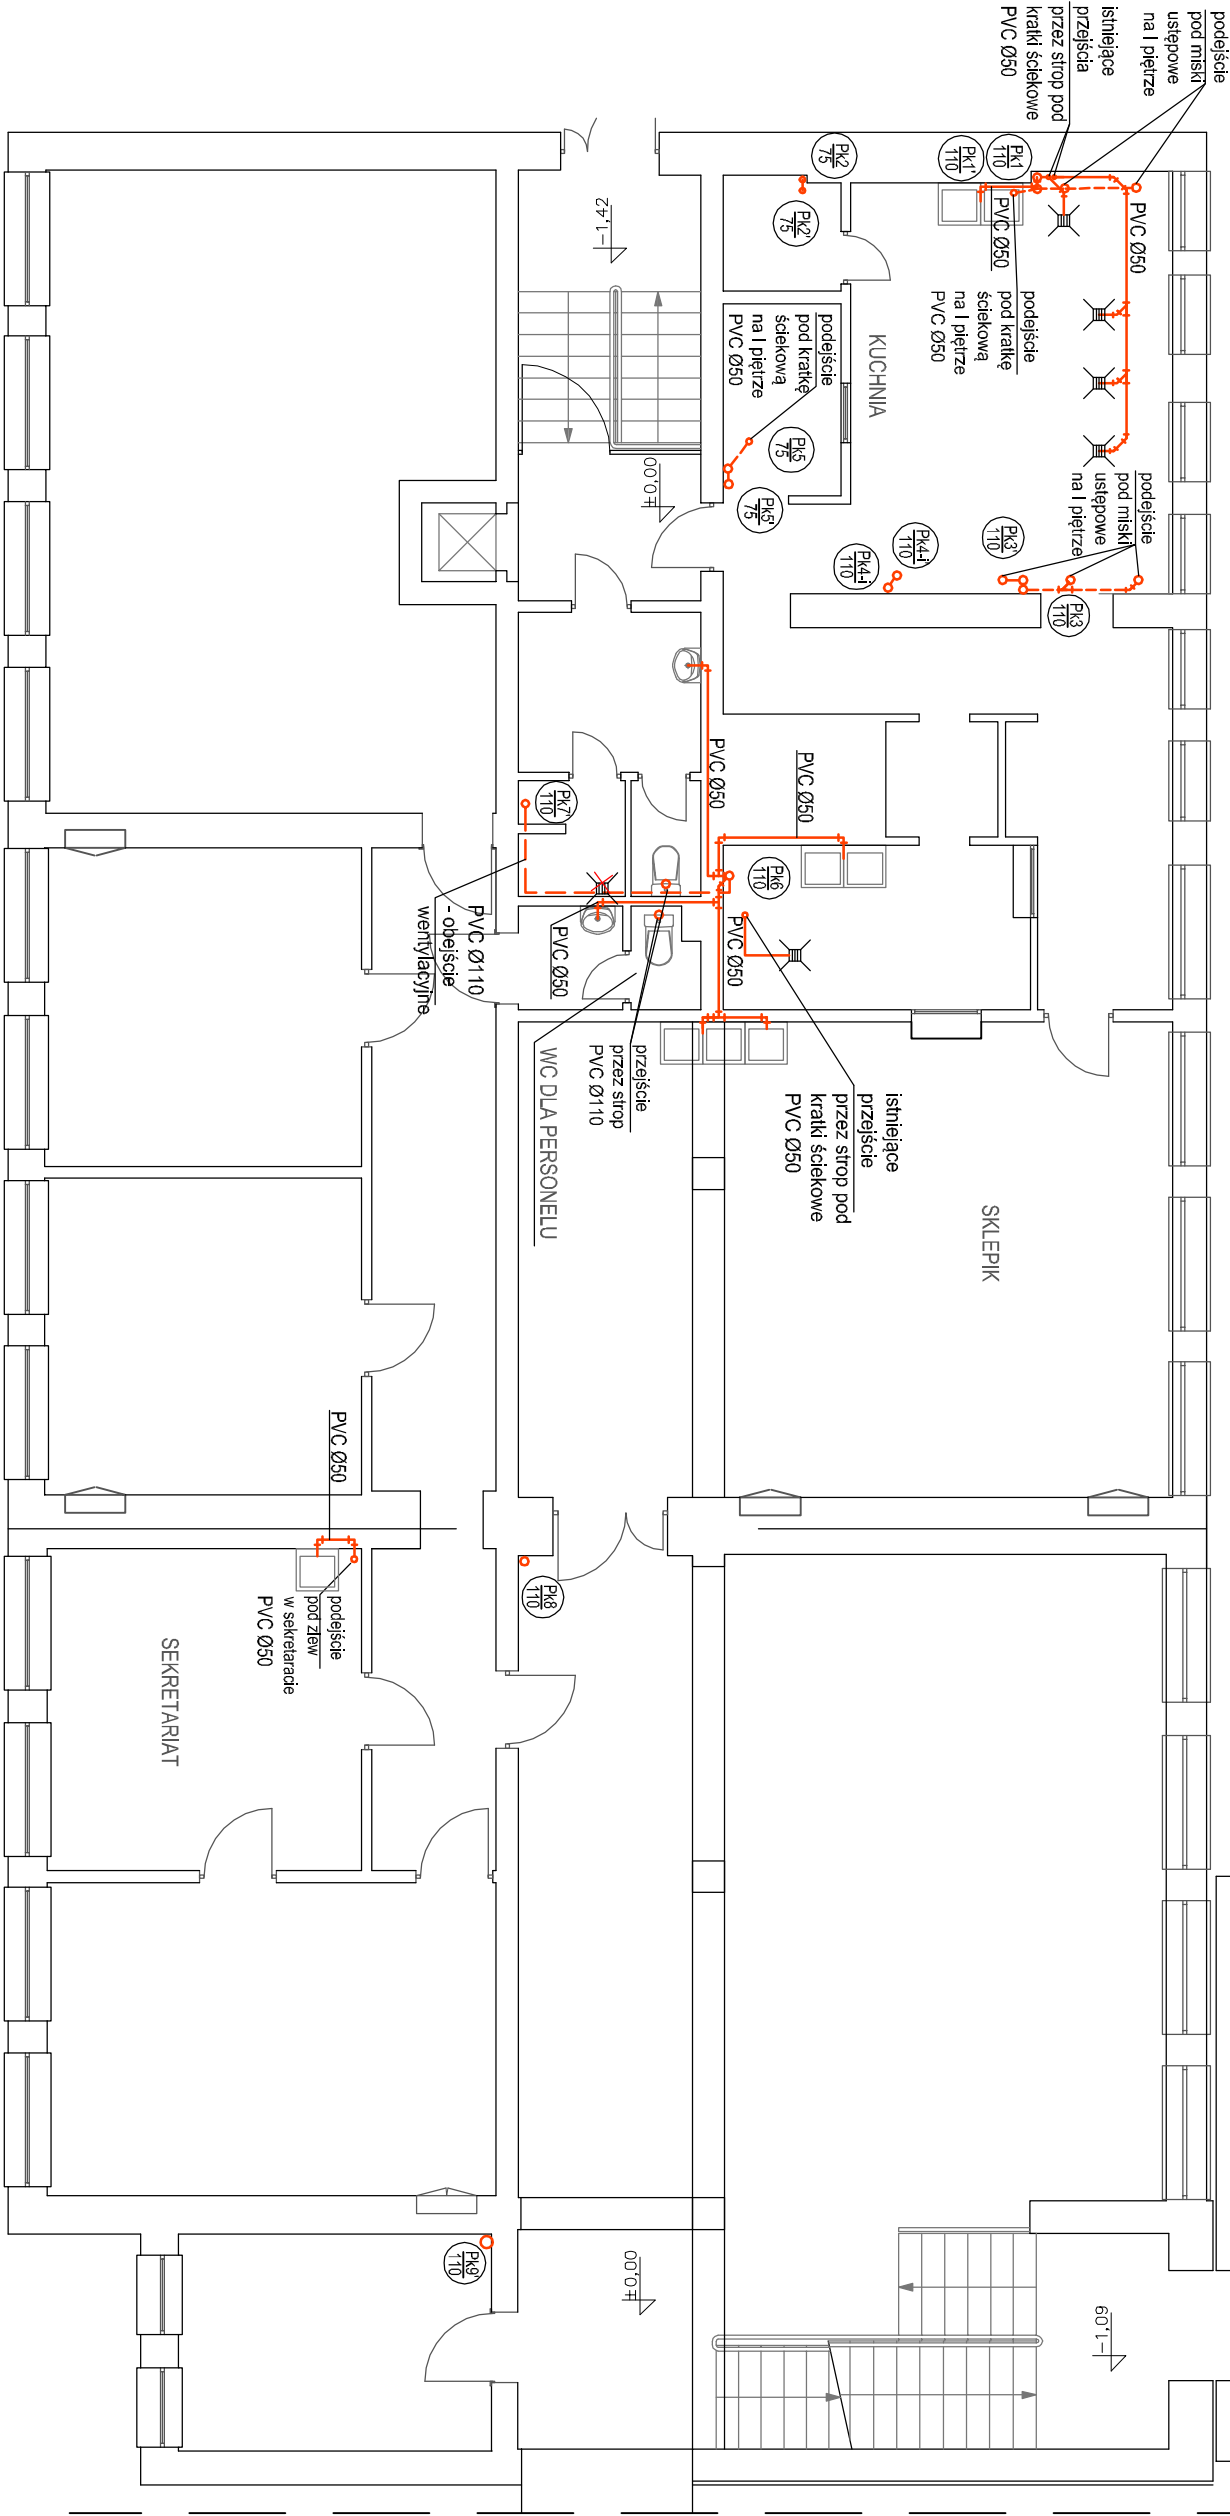 podejście
pod miski
ustępowe
na I piętrze
istniejące
przejścia
przez strop pod
kratki ściekowe
PVC Ø50
Pk1
110
Pk1'
110
Pk2
75
Pk2'
75
-1,42
PVC Ø50
PVC Ø50
podejście
pod kratkę
ściekową
na I piętrze
PVC Ø50
KUCHNIA
podejście
pod kratkę
ściekową
na I piętrze
PVC Ø50
Pk5
75
Pk5'
75
±0,00
podejście
pod miski
ustępowe
na I piętrze
Pk3'
110
Pk3
110
Pk4-i'
110
Pk4-i
110
PVC Ø50
PVC Ø50
Pk7'
110
Pk6
110
PVC Ø50
PVC Ø50
PVC Ø110
- obejście
wentylacyjne
przejście
przez strop
PVC Ø110
WC DLA PERSONELU
istniejące
przejście
przez strop pod
kratki ściekowe
PVC Ø50
SKLEPIK
PVC Ø50
podejście
pod zlew
w sekretaracie
PVC Ø50
Pk8
110
SEKRETARIAT
Pk9'
110
±0,00
-1,09